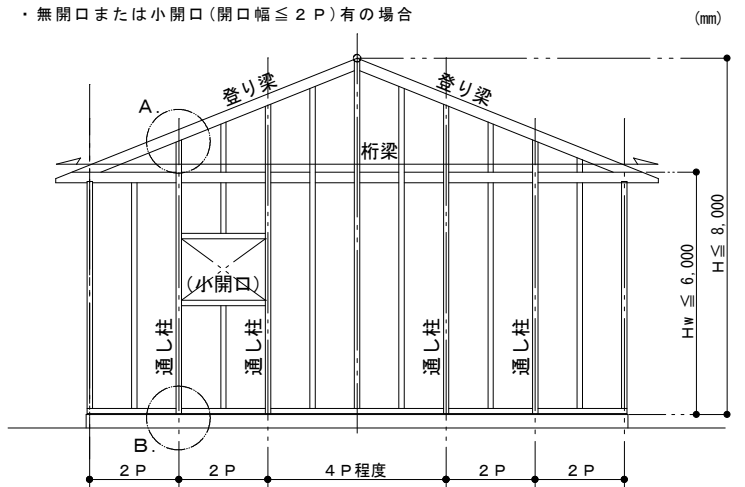 ・無開口または小開口(開口幅≦2P)有の場合
(㎜)
登り梁
登り梁
A.
桁梁
(小開口)
通し柱
通し柱
通し柱
通し柱
Hw≦6,000
H≦8,000
B.
2P
2P
4P程度
2P
2P